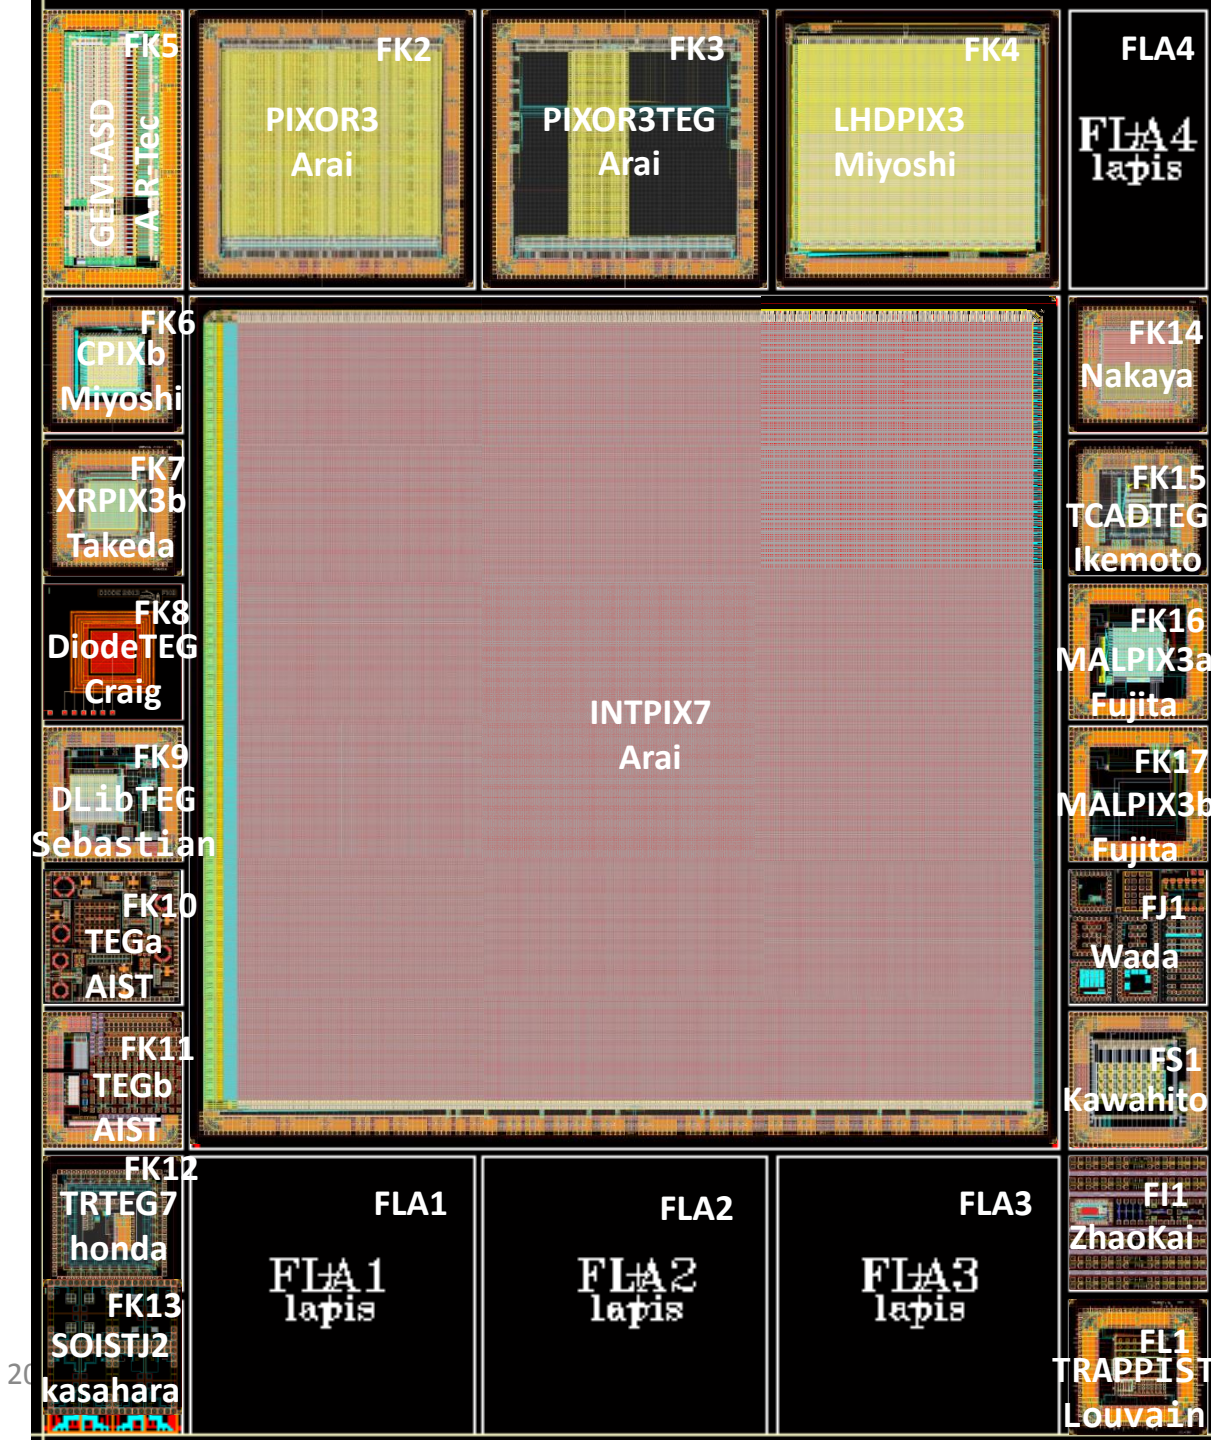 FK5
GEM-ASD
A-R-Tec
FK2
PIXOR3
Arai
FK3
PIXOR3TEG
Arai
FK4
LHDPIX3
Miyoshi
FLA4
FLA4
lapis
FK6
CPIXb
Miyoshi
FK7
XRPIX3b
Takeda
FK8
DiodeTEG
Craig
FK9
DLibTEG
Sebastian
FK10
TEGa
AIST
FK11
TEGb
AIST
FK12
TRTEG7
honda
FK13
SOISTJ2
kasahara
20
INTPIX7
Arai
FLA1
FLA1
lapis
FLA2
FLA2
lapis
FLA3
FLA3
lapis
FK14
Nakaya
FK15
TCADTEG
Ikemoto
FK16
MALPIX3a
Fujita
FK17
MALPIX3b
Fujita
FJ1
Wada
FS1
Kawahito
FI1
ZhaoKai
FL1
TRAPPIST
Louvain